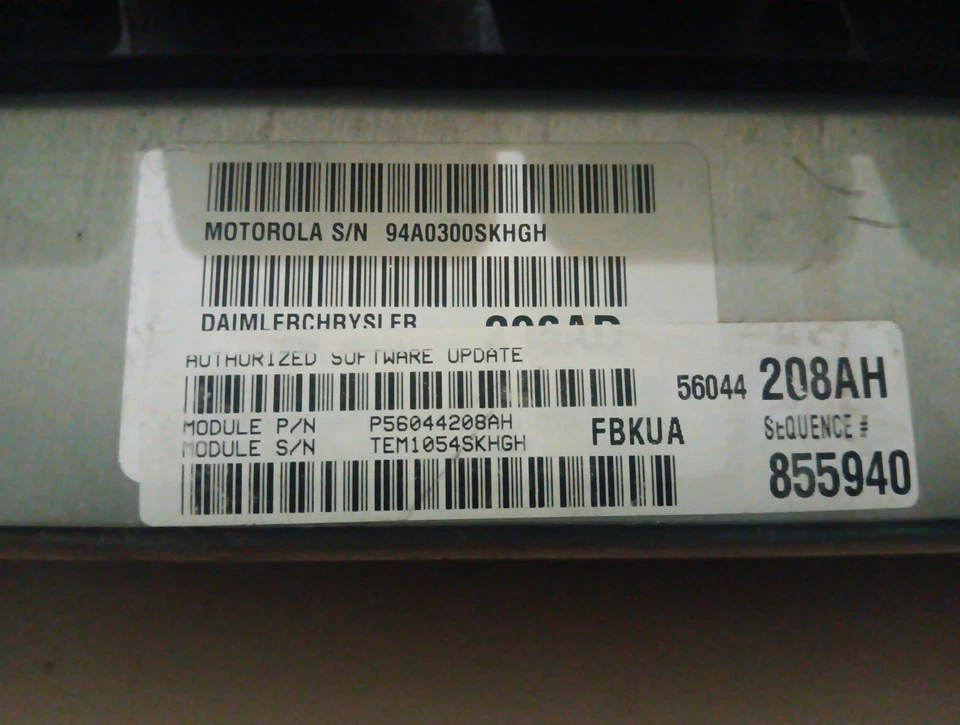 MOTOROLA S/N 94A0300SKHGH
DAIMLERCHRYSLER
AUTHORIZED SOFTWARE UPDATE
56044 208AH
MODULE P/N P56044208AH
MODULE S/N TEM1054SKHGH
FBKUA
SEQUENCE #
855940